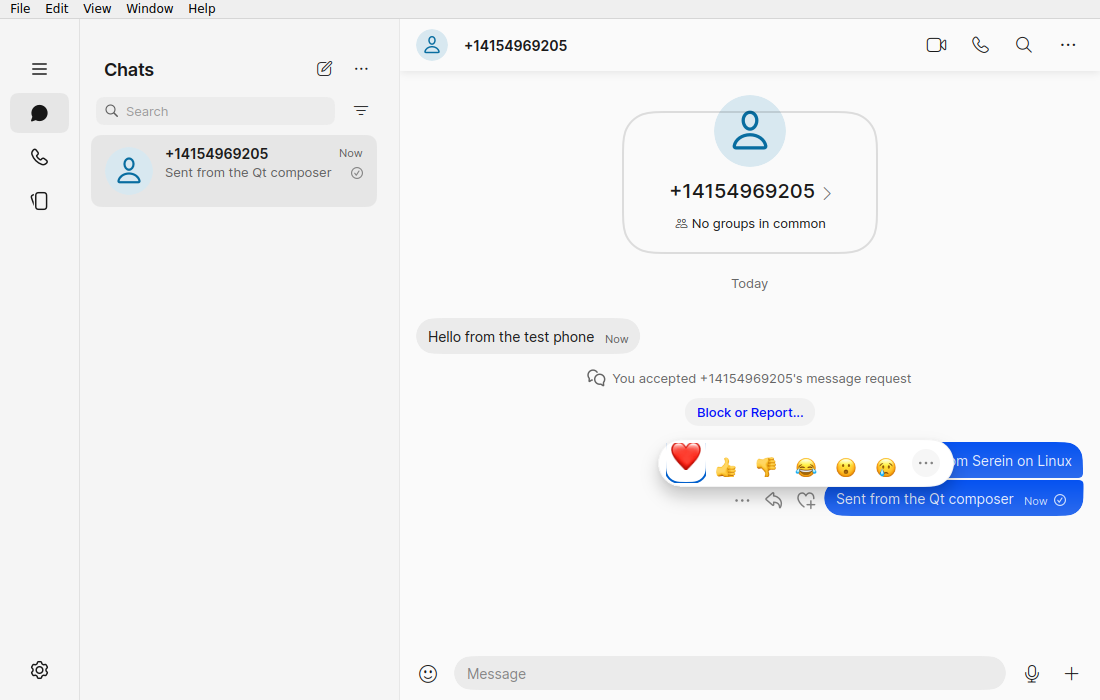 File Edit View Window Help
+14154969205
Chats
Search
+14154969205 Now
Sent from the Qt composer
+14154969205
No groups in common
Today
Hello from the test phone Now
You accepted +14154969205's message request
Block or Report...
Serein on Linux
Sent from the Qt composer Now
Message